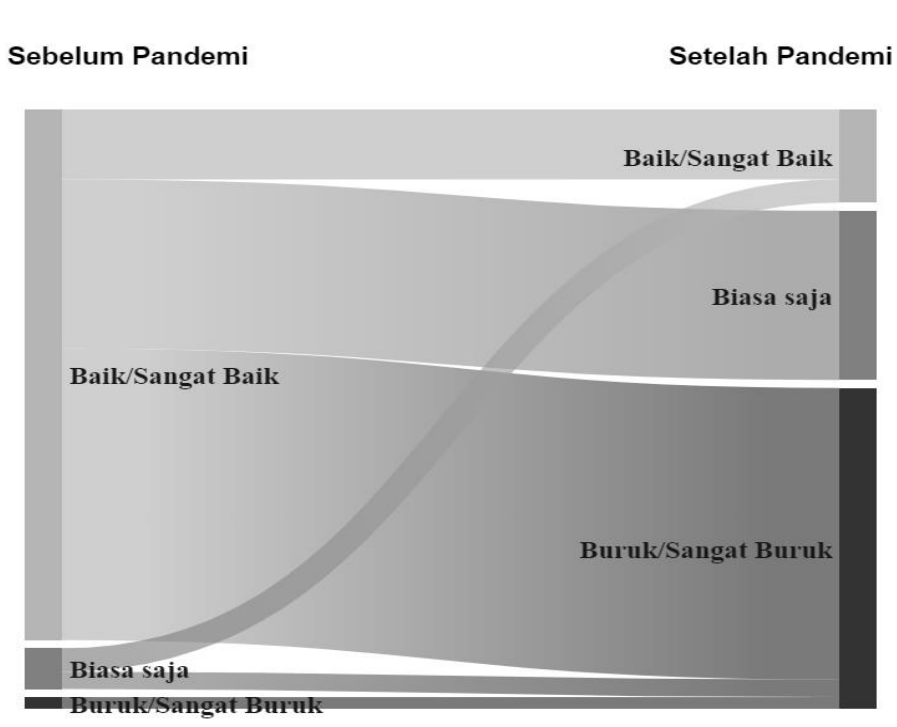 Sebelum Pandemi
Setelah Pandemi
Baik/Sangat Baik
Biasa saja
Baik/Sangat Baik
Buruk/Sangat Buruk
Biasa saja
Buruk/Sangat Buruk